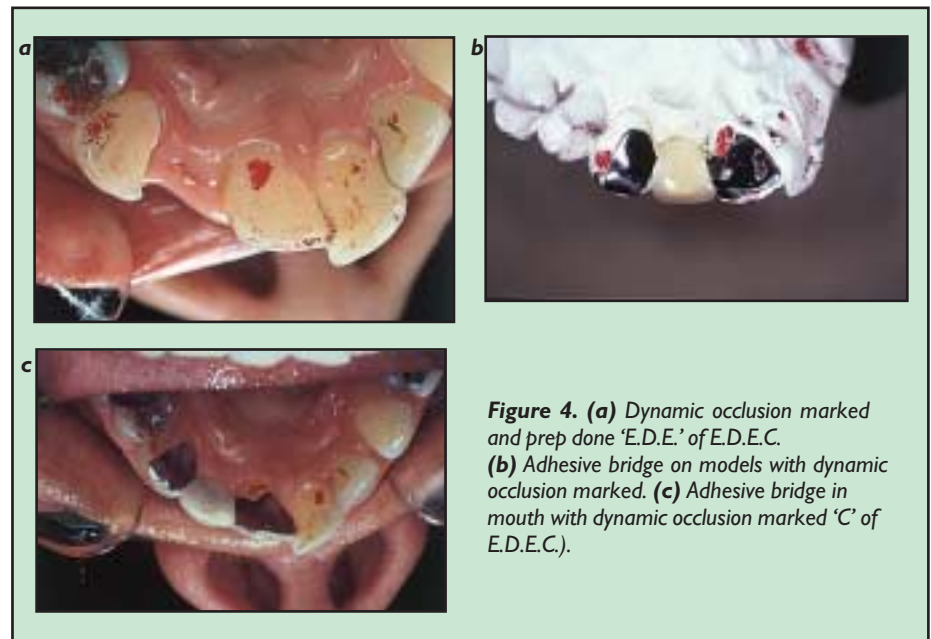 a
b
c
Figure 4. (a) Dynamic occlusion marked
and prep done ‘E.D.E.’ of E.D.E.C.
(b) Adhesive bridge on models with dynamic
occlusion marked. (c) Adhesive bridge in
mouth with dynamic occlusion marked ‘C’ of
E.D.E.C.).